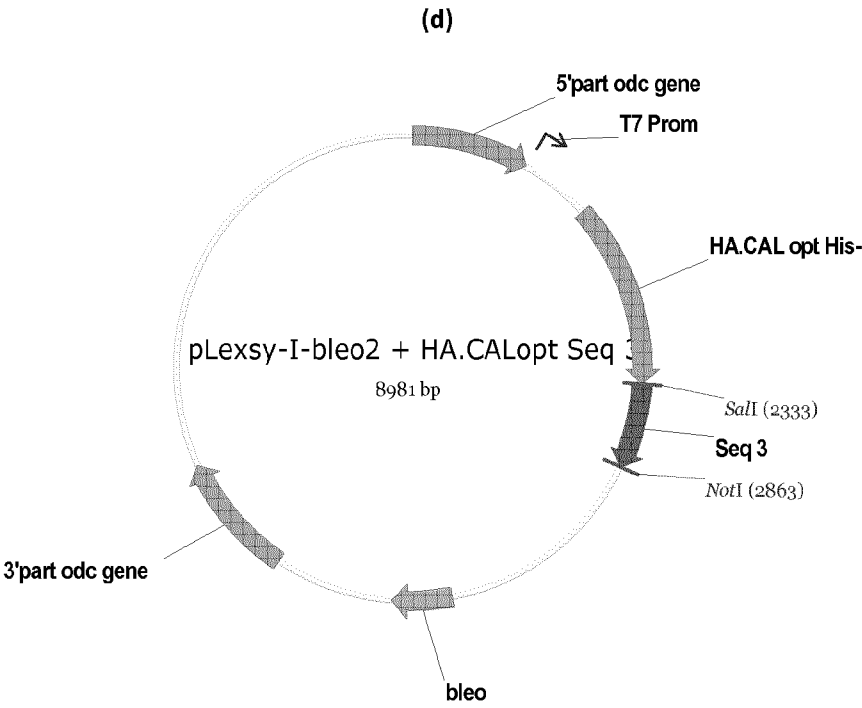 (d)
5'part odc gene
T7 Prom
HA.CAL opt His-
pLexsy-I-bleo2 + HA.CALopt Seq 3
8981 bp
SalI (2333)
Seq 3
NotI (2863)
3'part odc gene
bleo